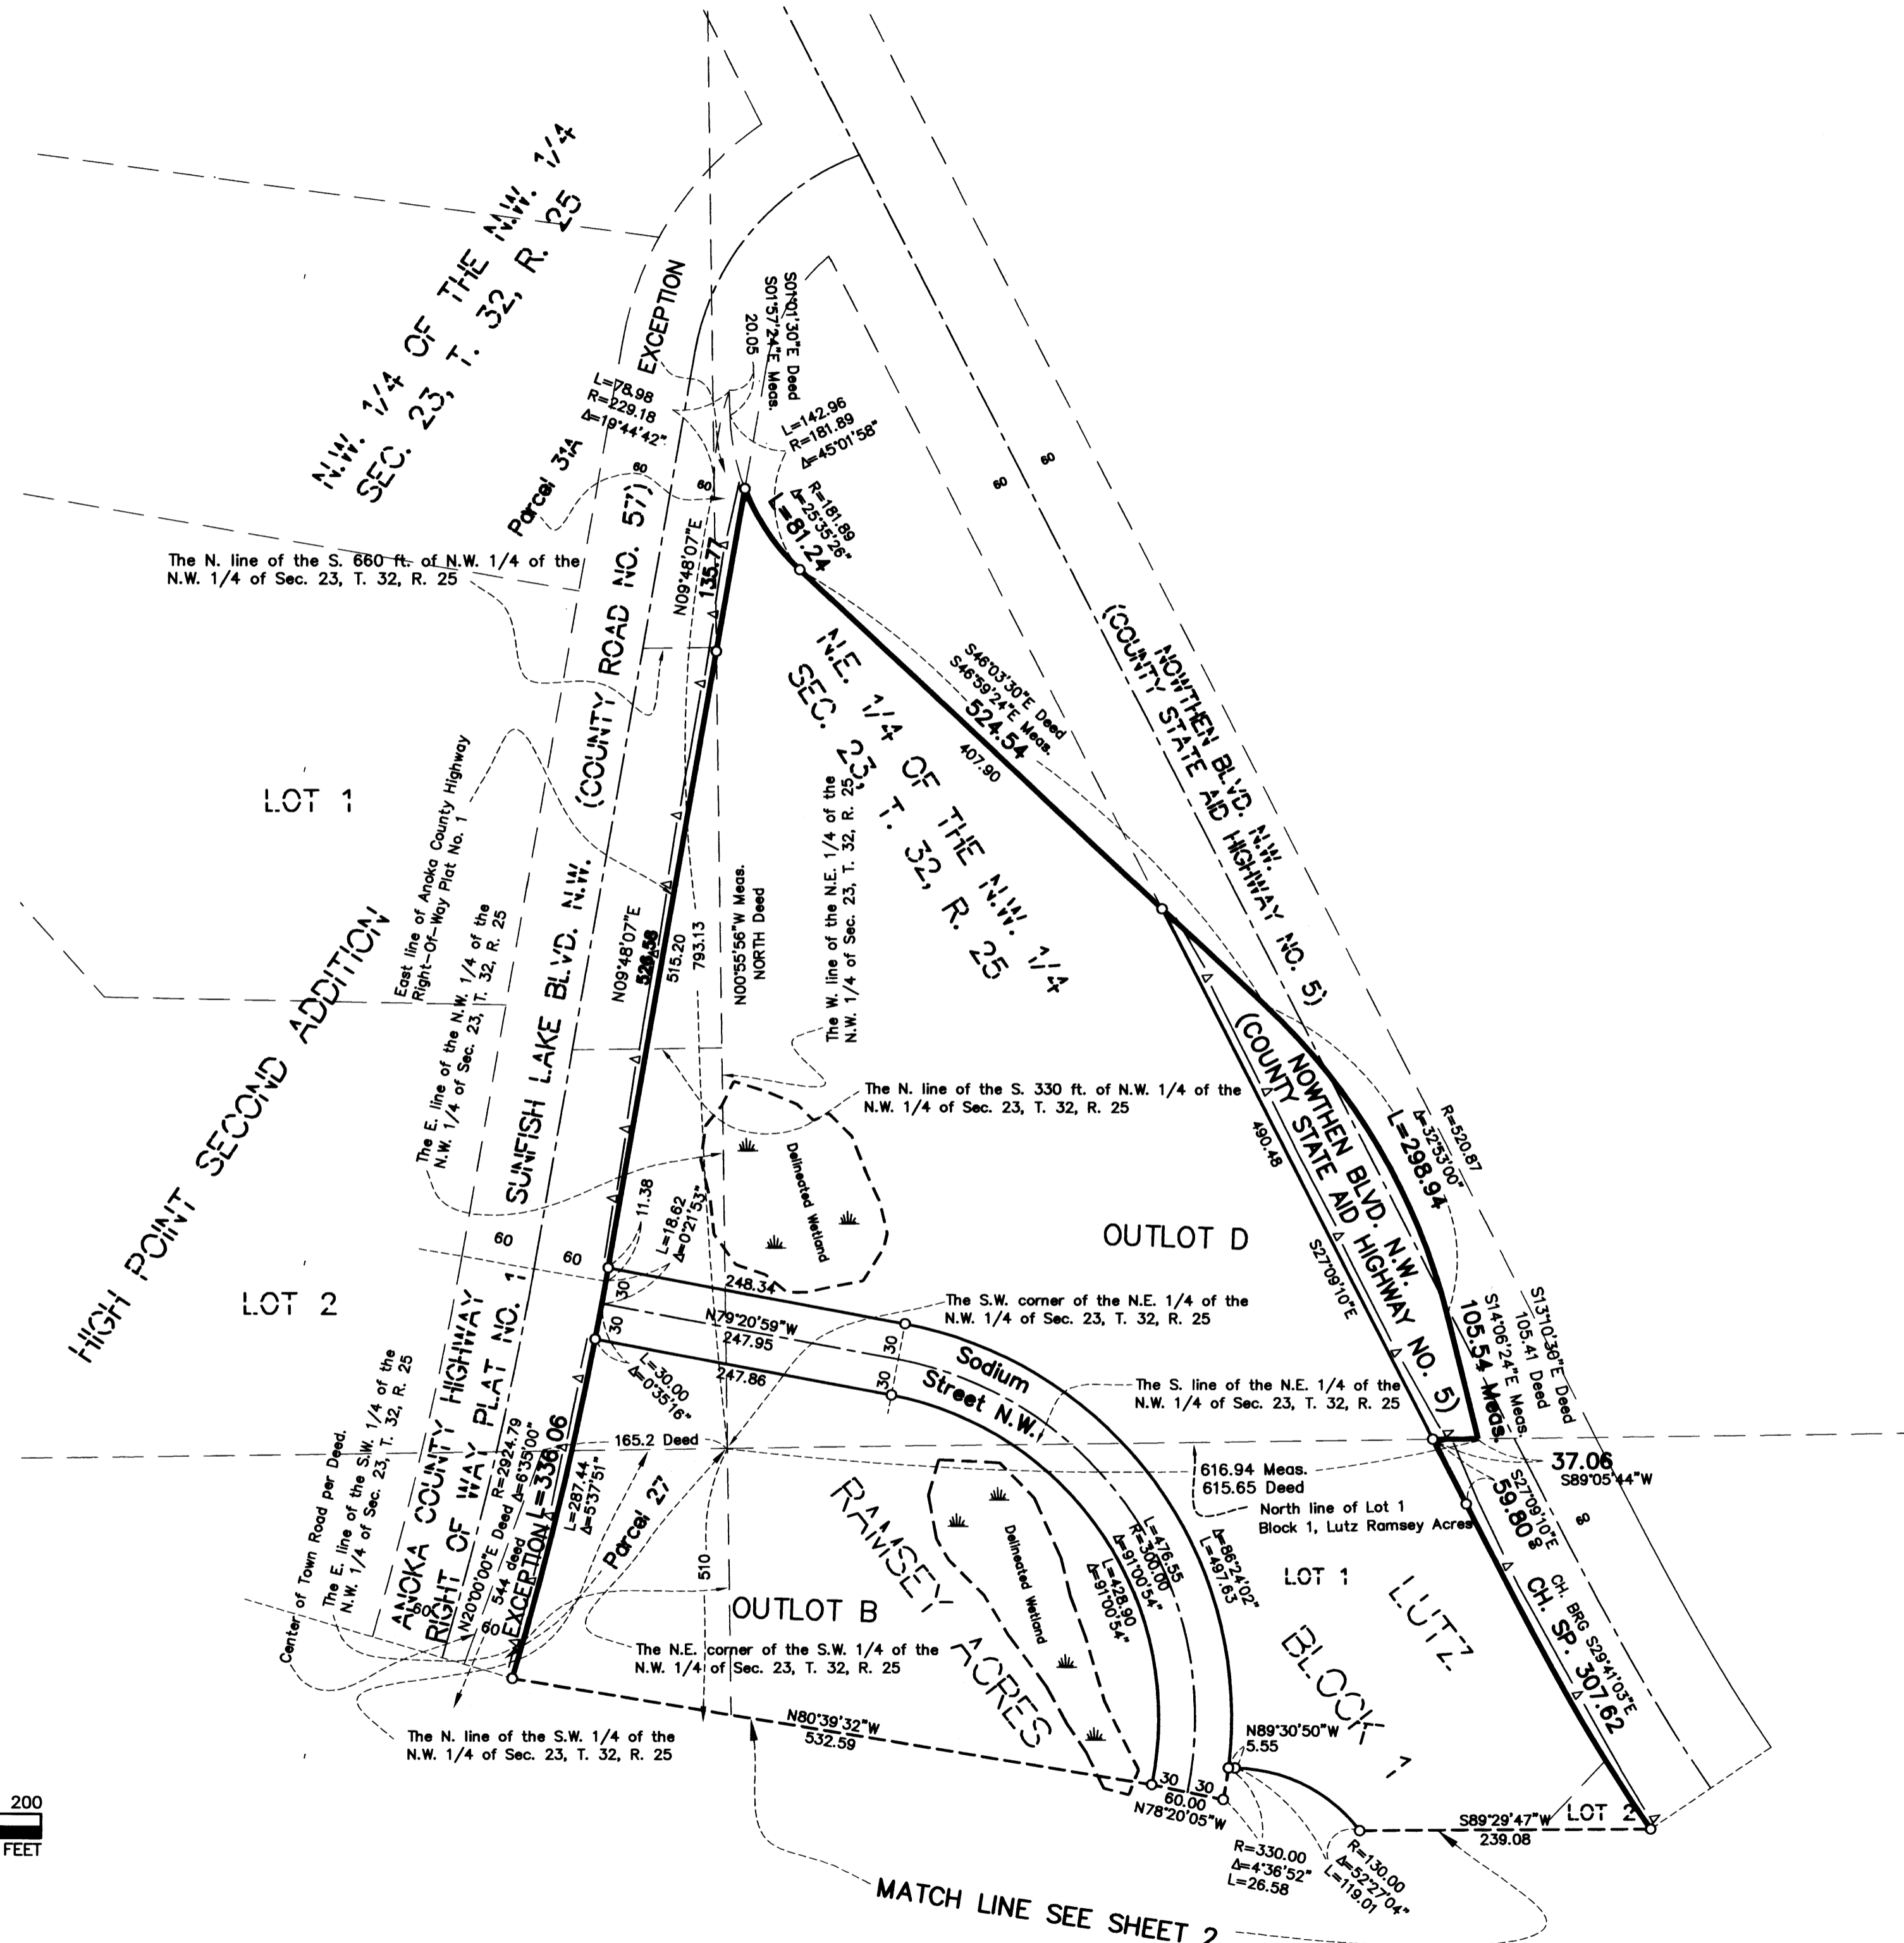 N.W. 1/4 OF THE N.W. 1/4
SEC. 23, T. 32, R. 25
EXCEPTION
S01°01'30"E Deed
S01°57'24"E Meas.
20.05
L=78.98
R=229.18
Δ=19°44'42"
L=142.96
R=181.89
Δ=45°01'58"
60
60
Parcel 31A
60
60
R=181.89
Δ=25°35'26"
L=81.24
N09°48'07"E
135.77
The N. line of the S. 660 ft. of N.W. 1/4 of the
N.W. 1/4 of Sec. 23, T. 32, R. 25
(COUNTY ROAD NO. 57)
SUNFISH LAKE BLVD. N.W.
N.E. 1/4 OF THE N.W. 1/4
SEC. 23, T. 32, R. 25
S46°03'30"E Deed
S46°59'24"E Meas.
524.54
407.90
NOWTHEN BLVD. N.W.
(COUNTY STATE AID HIGHWAY NO. 5)
LOT 1
East line of Anoka County Highway
Right-Of-Way Plat No. 1
The E. line of the N.W. 1/4 of the
N.W. 1/4 of Sec. 23, T. 32, R. 25
N09°48'07"E
526.58
515.20
793.13
N00°55'56"W Meas.
NORTH Deed
The W. line of the N.E. 1/4 of the
N.W. 1/4 of Sec. 23, T. 32, R. 25
HIGH POINT SECOND ADDITION
The N. line of the S. 330 ft. of N.W. 1/4 of the
N.W. 1/4 of Sec. 23, T. 32, R. 25
Delineated Wetland
NOWTHEN BLVD. N.W.
(COUNTY STATE AID HIGHWAY NO. 5)
R=520.87
Δ=32°53'00"
L=298.94
490.48
S27°09'10"E
OUTLOT D
11.38
L=18.62
Δ=0°21'53"
60
60
LOT 2
30
30
248.34
N79°20'59"W
247.95
247.86
30
30
The S.W. corner of the N.E. 1/4 of the
N.W. 1/4 of Sec. 23, T. 32, R. 25
Sodium
Street N.W.
The S. line of the N.E. 1/4 of the
N.W. 1/4 of Sec. 23, T. 32, R. 25
S13°10'30"E Deed
105.41 Deed
S14°06'24"E Meas.
105.54 Meas.
L=30.00
Δ=0°35'16"
165.2 Deed
616.94 Meas.
615.65 Deed
North line of Lot 1
Block 1, Lutz Ramsey Acres
37.06
S89°05'44"W
S27°09'10"E
59.80
60
ANOKA COUNTY HIGHWAY
RIGHT OF WAY PLAT NO. 1
Center of Town Road per Deed.
The E. line of the S.W. 1/4 of the
N.W. 1/4 of Sec. 23, T. 32, R. 25
R=2924.79
Δ=6°35'00"
L=336.06
N20°00'00"E Deed
544 deed
EXCEPTION
60
60
L=287.44
Δ=5°37'51"
Parcel 27
510
OUTLOT B
The N.E. corner of the S.W. 1/4 of the
N.W. 1/4 of Sec. 23, T. 32, R. 25
RAMSEY
ACRES
Delineated Wetland
L=476.55
R=300.00
Δ=91°00'54"
L=428.90
Δ=91°00'54"
Δ=86°24'02"
L=497.63
LOT 1
LUTZ
BLOCK 1
CH. BRG S29°41'03"E
CH. SP. 307.62
The N. line of the S.W. 1/4 of the
N.W. 1/4 of Sec. 23, T. 32, R. 25
N80°39'32"W
532.59
N89°30'50"W
5.55
30
30
60.00
N78°20'05"W
R=330.00
Δ=4°36'52"
L=26.58
R=130.00
Δ=52°27'04"
L=119.01
S89°29'47"W
239.08
LOT 2
200
FEET
MATCH LINE SEE SHEET 2